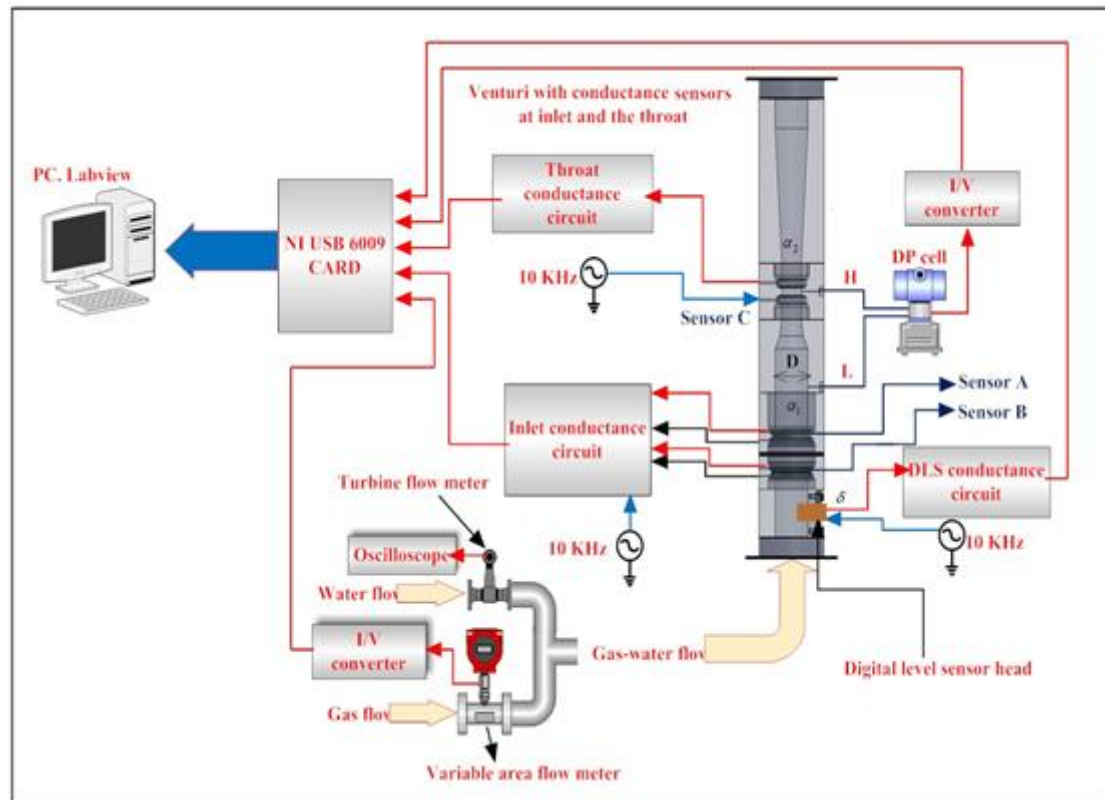 Venturi with conductance sensors
at inlet and the throat
PC. Labview
NI USB 6009
CARD
Throat
conductance
circuit
I/V
converter
α₂
DP cell
H
10 KHz
Sensor C
D
L
Sensor A
α₁
Sensor B
Inlet conductance
circuit
DLS conductance
circuit
δ
Turbine flow meter
10 KHz
10 KHz
Oscilloscope
Water flow
I/V
converter
Gas-water flow
Digital level sensor head
Gas flow
Variable area flow meter